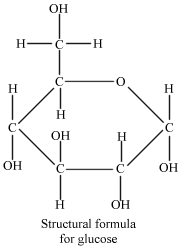 OH
H C H
C O
H H H
C C
OH H
OH C C OH
H OH
Structural formula
for glucose